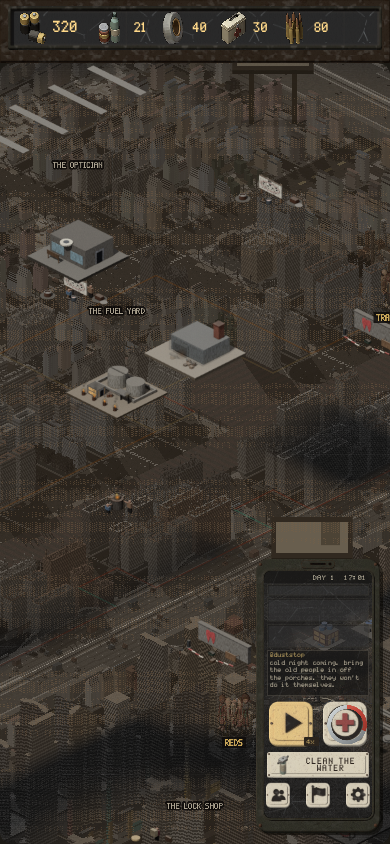 320 21 40 30 80
THE OPTICIAN
THE FUEL YARD
TRA
DAY 1 17:01
@duststop
cold night coming. bring
the old people in off
the porches. they won't
do it themselves.
4x
REDS
CLEAN THE
WATER
THE LOCK SHOP